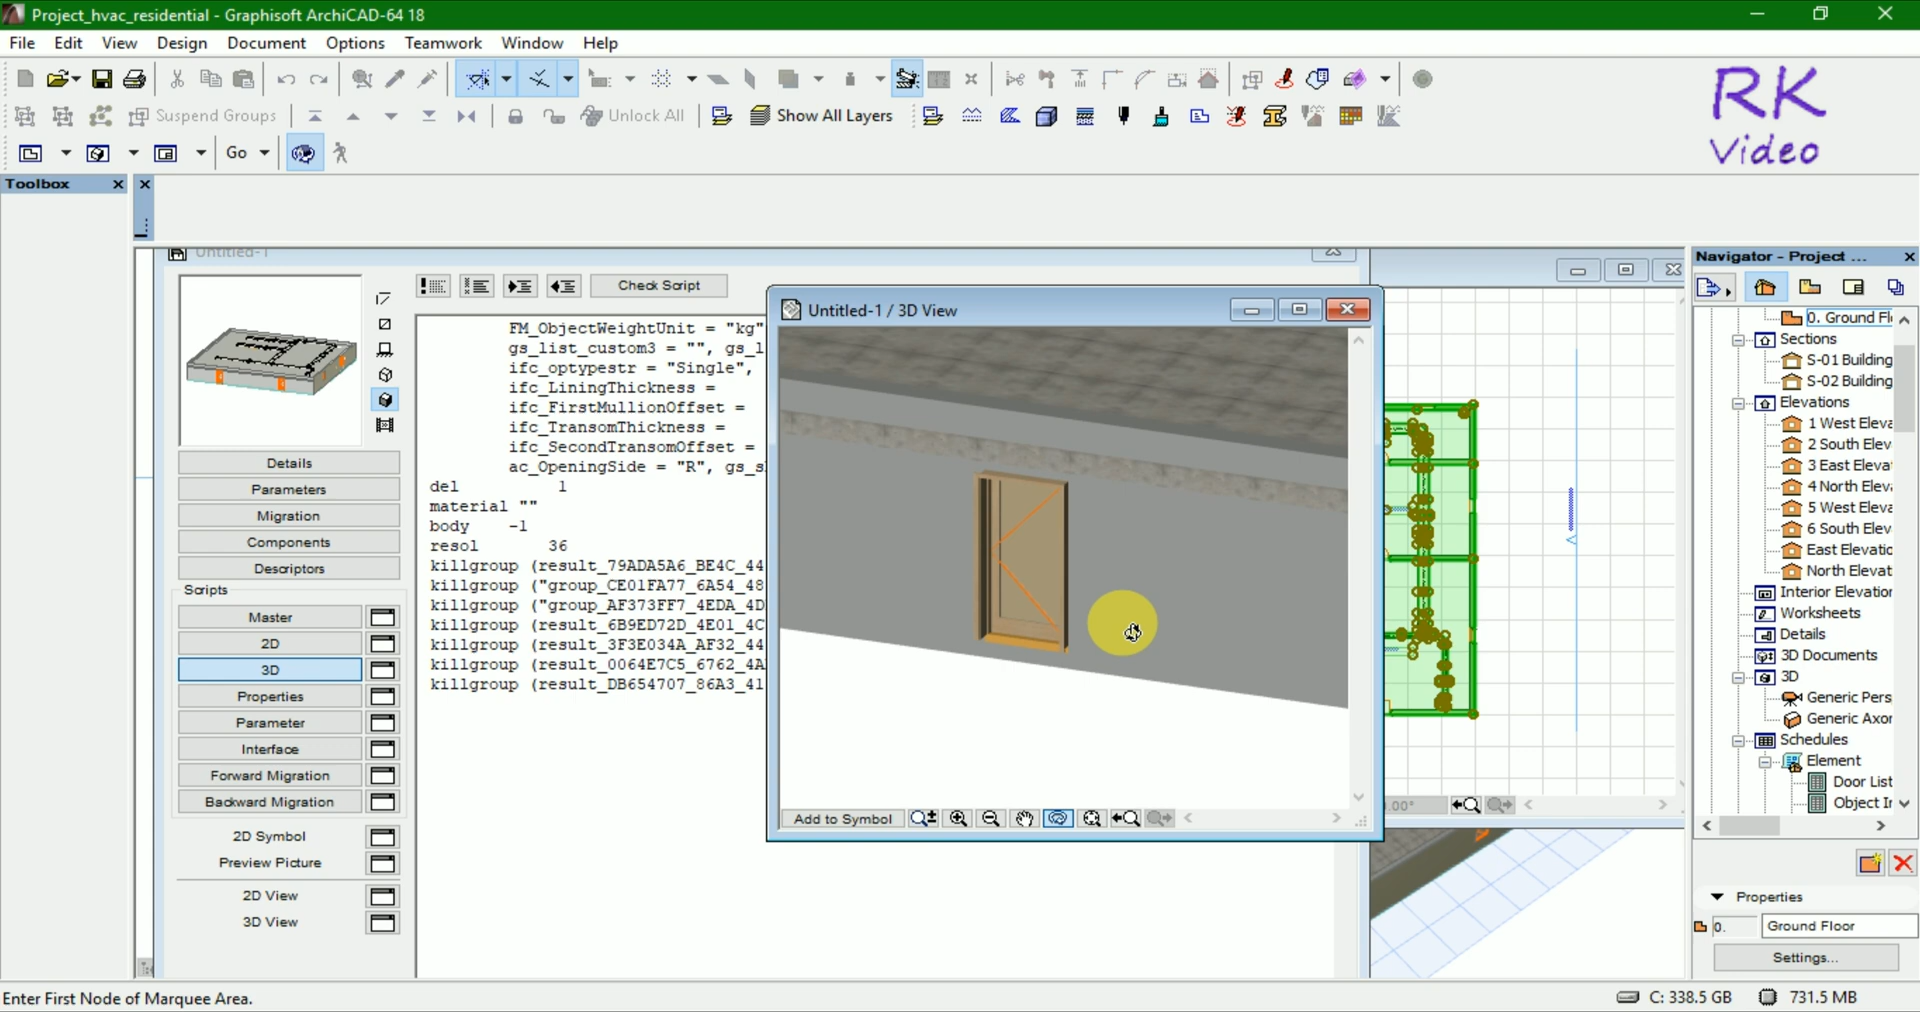 Project_hvac_residential - Graphisoft ArchiCAD-64 18
File Edit View Design Document Options Teamwork Window Help
Suspend Groups
Unlock All
Show All Layers
RK
Video
Go
Toolbox
Untitled-1
Check Script
Details
Parameters
Migration
Components
Descriptors
Scripts
Master
2D
3D
Properties
Parameter
Interface
Forward Migration
Backward Migration
2D Symbol
Preview Picture
2D View
3D View
FM_ObjectWeightUnit = "kg"
gs_list_custom3 = "", gs_l
ifc_optypestr = "Single",
ifc_LiningThickness =
ifc_FirstMullionOffset =
ifc_TransomThickness =
ifc_SecondTransomOffset =
ac_OpeningSide = "R", gs_s
del 1
material ""
body -1
resol 36
killgroup (result_79ADA5A6_BE4C_44
killgroup ("group_CE01FA77_6A54_48
killgroup ("group_AF373FF7_4EDA_4D
killgroup (result_6B9ED72D_4E01_4C
killgroup (result_3F3E034A_AF32_44
killgroup (result_0064E7C5_6762_4A
killgroup (result_DB654707_86A3_41
Untitled-1 / 3D View
Add to Symbol
.00°
Navigator - Project ...
0. Ground Fl
Sections
S-01 Building
S-02 Building
Elevations
1 West Eleva
2 South Elev
3 East Eleva
4 North Elev
5 West Eleva
6 South Elev
East Elevatio
North Elevat
Interior Elevation
Worksheets
Details
3D Documents
3D
Generic Pers
Generic Axon
Schedules
Element
Door List
Object In
Properties
0. Ground Floor
Settings...
Enter First Node of Marquee Area.
C: 338.5 GB
731.5 MB